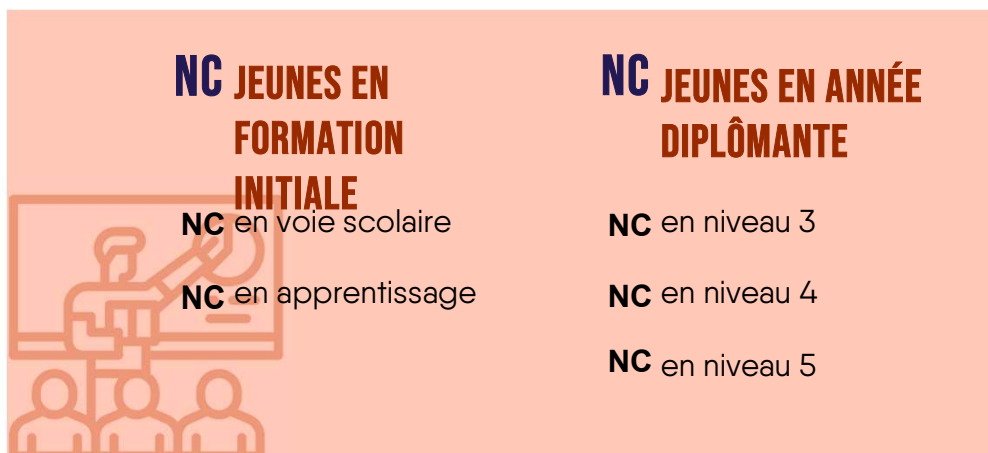 NC JEUNES EN
FORMATION
INITIALE
NC en voie scolaire
NC en apprentissage
NC JEUNES EN ANNÉE
DIPLÔMANTE
NC en niveau 3
NC en niveau 4
NC en niveau 5